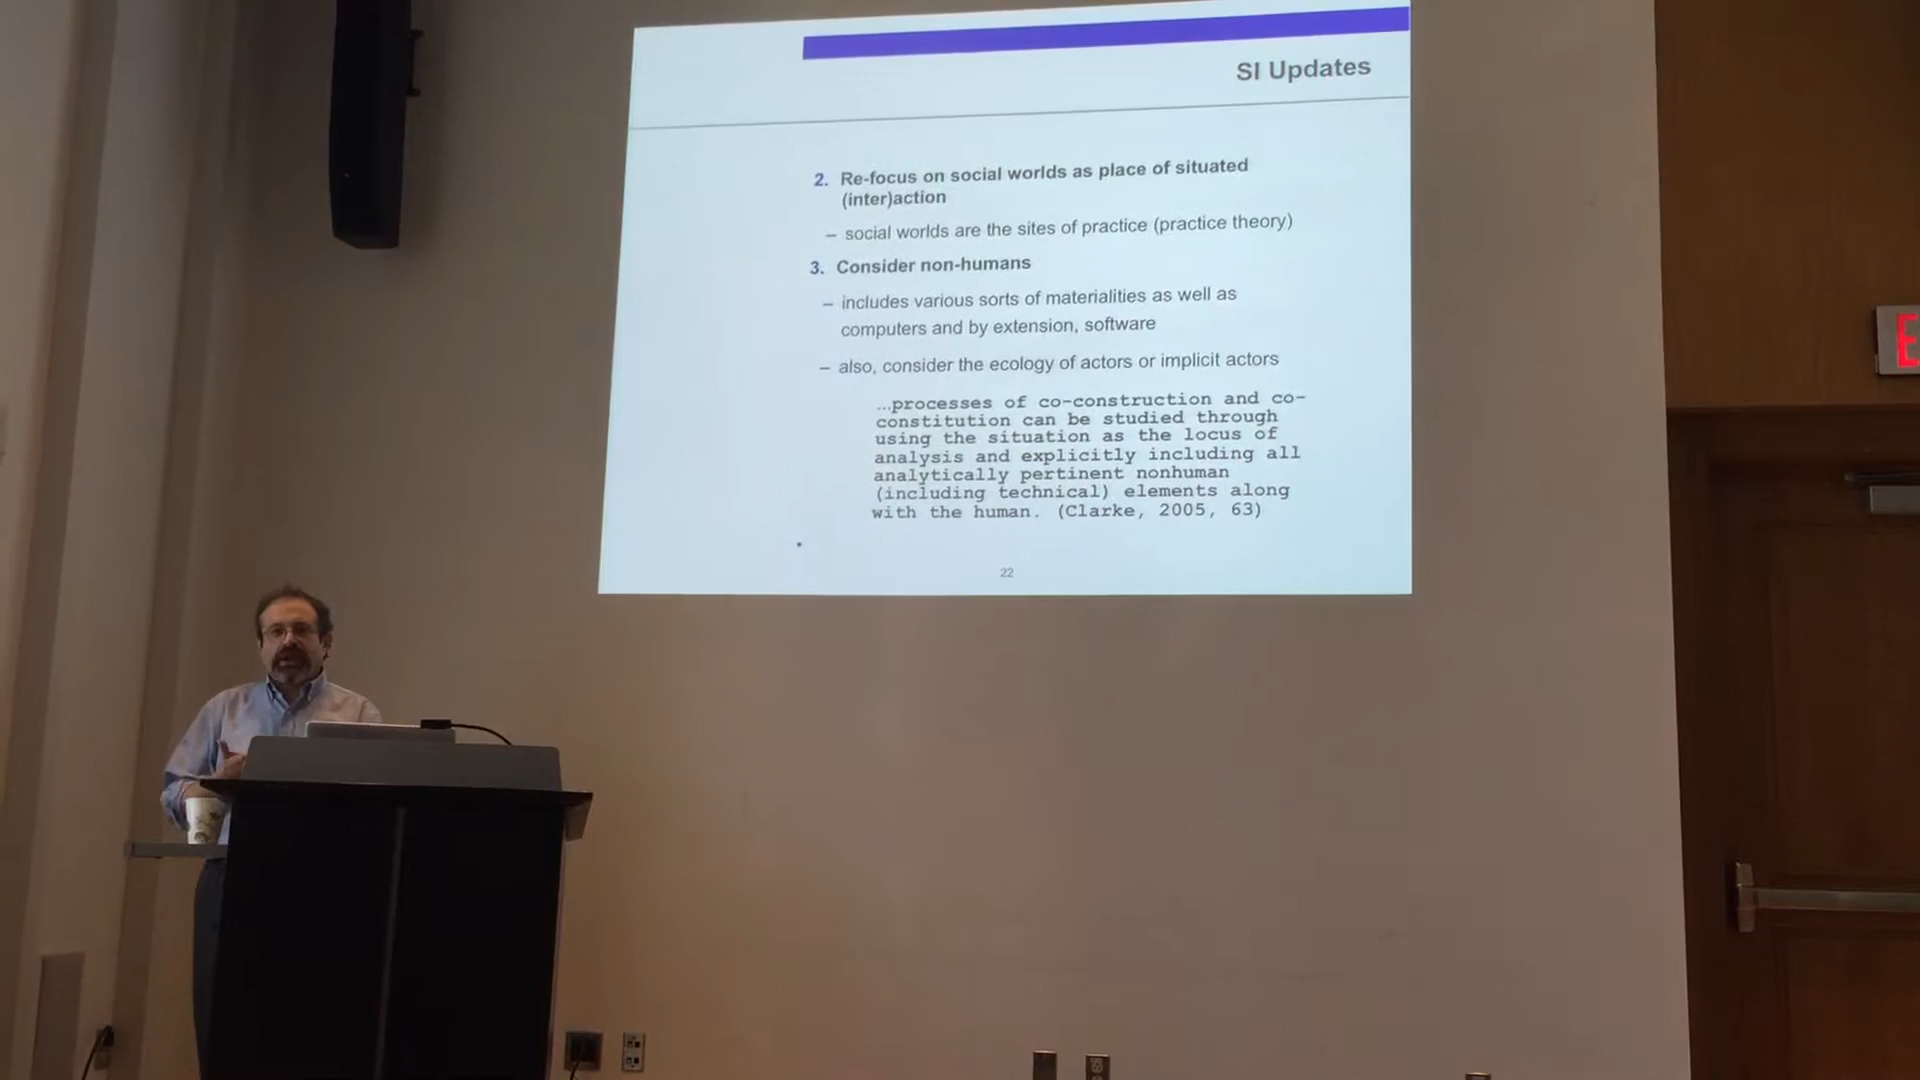 SI Updates
2. Re-focus on social worlds as place of situated
(inter)action
– social worlds are the sites of practice (practice theory)
3. Consider non-humans
– includes various sorts of materialities as well as
computers and by extension, software
– also, consider the ecology of actors or implicit actors
…processes of co-construction and co-
constitution can be studied through
using the situation as the locus of
analysis and explicitly including all
analytically pertinent nonhuman
(including technical) elements along
with the human. (Clarke, 2005, 63)
22
E